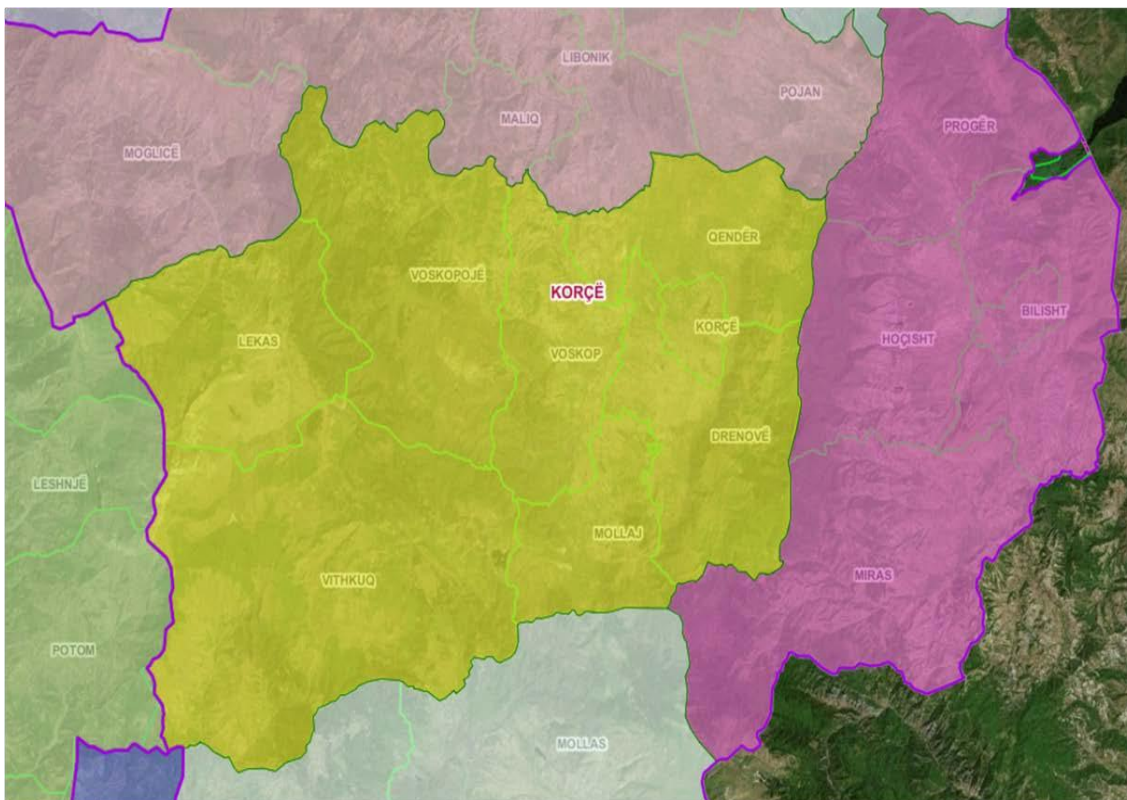 LIBONIK
POJAN
MALIQ
PROGËR
MOGLICË
QENDËR
VOSKOPOJË
KORÇË
BILISHT
KORÇË
HOÇISHT
LEKAS
VOSKOP
DRENOVË
LESHNJË
MOLLAJ
MIRAS
VITHKUQ
POTOM
MOLLAS